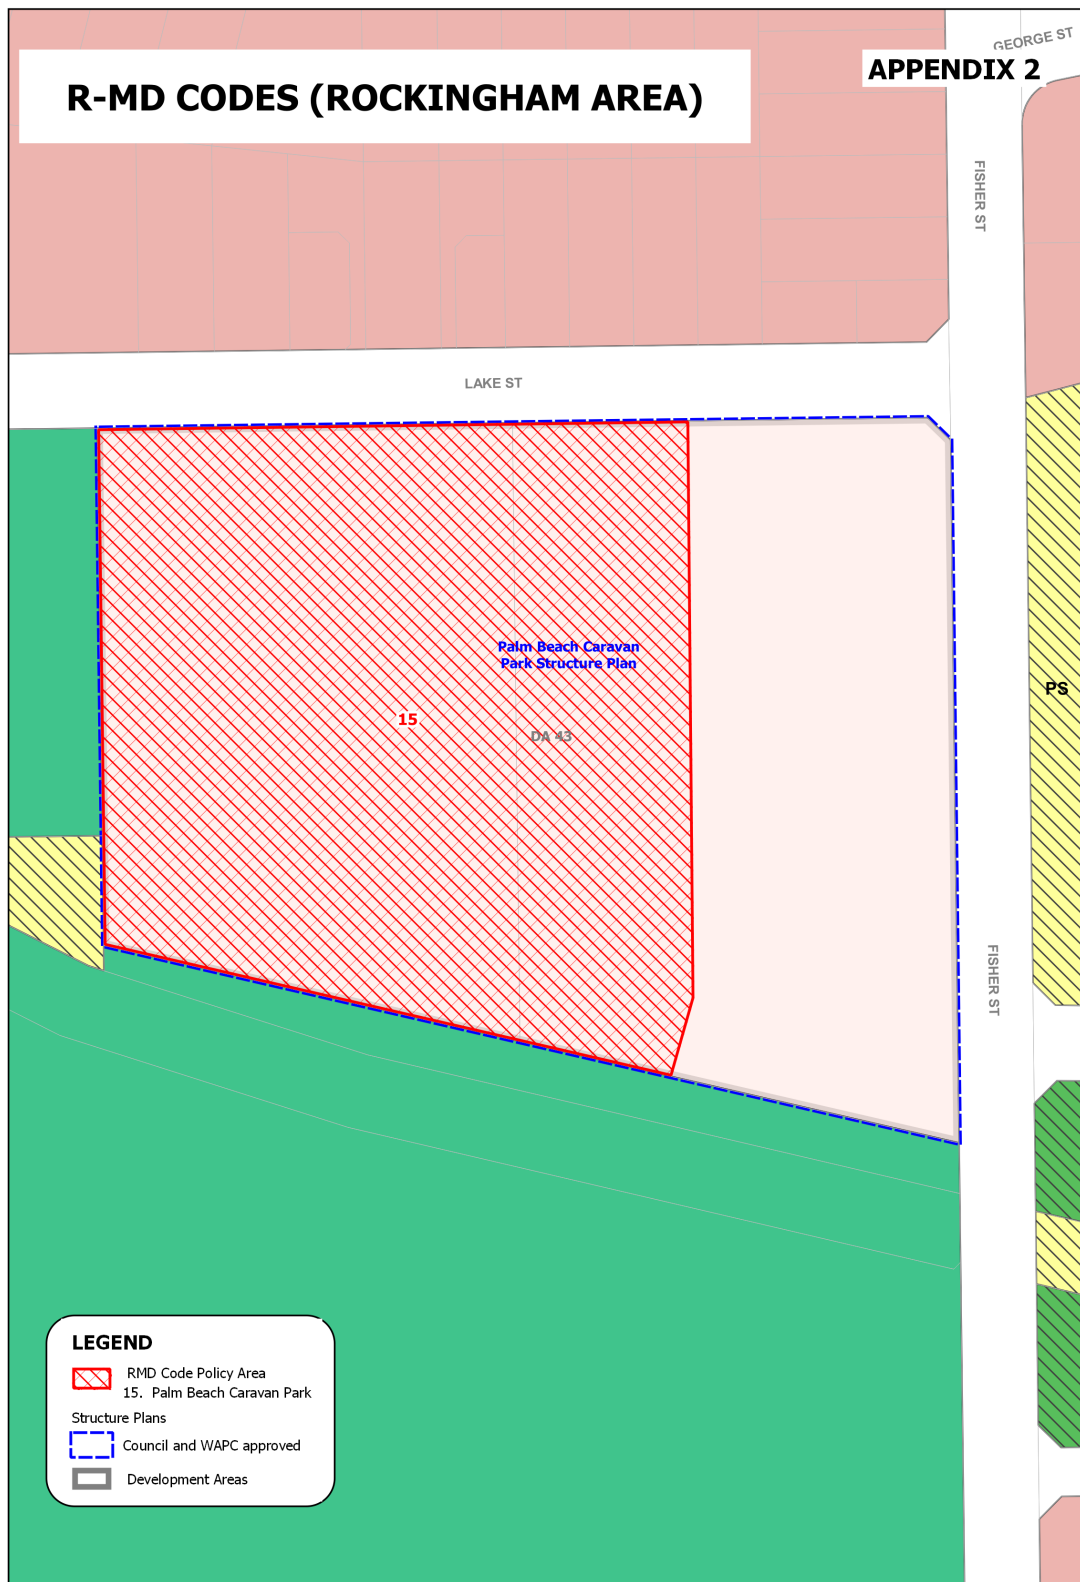 GEORGE ST
APPENDIX 2
R-MD CODES (ROCKINGHAM AREA)
FISHER ST
LAKE ST
Palm Beach Caravan
Park Structure Plan
PS
15
DA 43
FISHER ST
LEGEND
RMD Code Policy Area
15. Palm Beach Caravan Park
Structure Plans
Council and WAPC approved
Development Areas